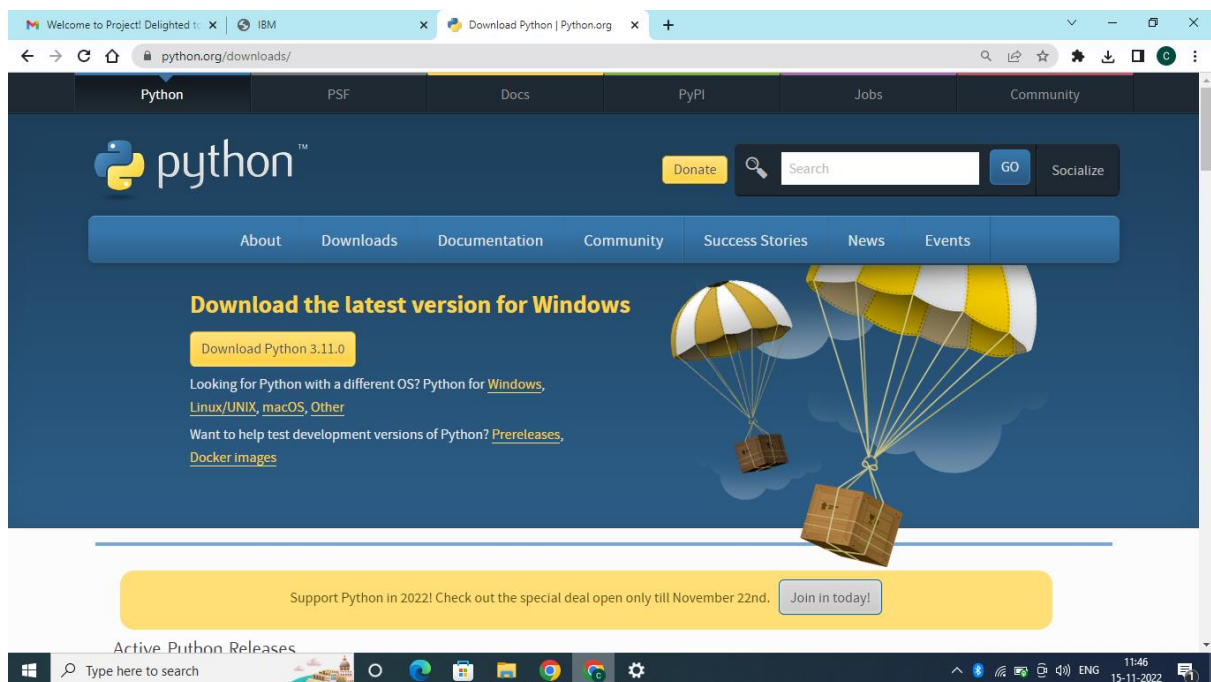 Welcome to Project! Delighted to
IBM
Download Python | Python.org
python.org/downloads/
C
Python
PSF
Docs
PyPI
Jobs
Community
python™
Donate
Search
GO
Socialize
About
Downloads
Documentation
Community
Success Stories
News
Events
Download the latest version for Windows
Download Python 3.11.0
Looking for Python with a different OS? Python for Windows,
Linux/UNIX, macOS, Other
Want to help test development versions of Python? Prereleases,
Docker images
Support Python in 2022! Check out the special deal open only till November 22nd.
Join in today!
Active Python Releases
Type here to search
ENG
11:46
15-11-2022